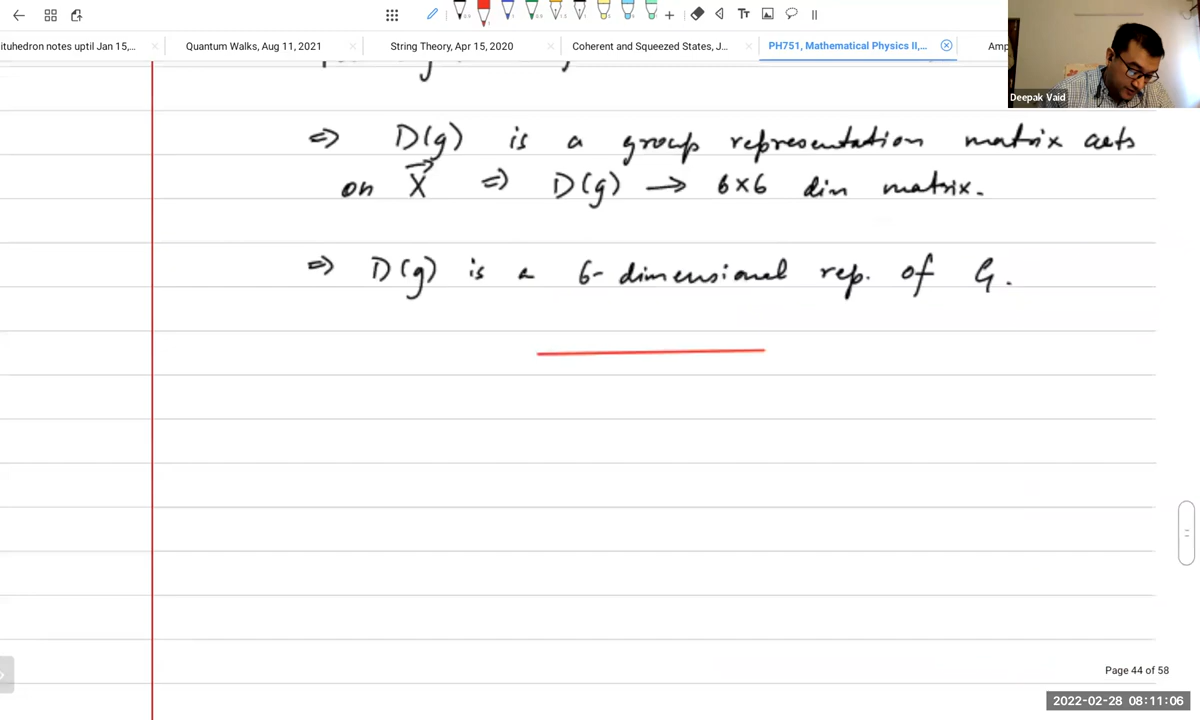 ituhedron notes uptil Jan 15,...
Quantum Walks, Aug 11, 2021
String Theory, Apr 15, 2020
Coherent and Squeezed States, J...
PH751, Mathematical Physics II,...
Amp
Deepak Vaid
⇒ D(g) is a group representation matrix acts
on X⃗ ⇒ D(g) → 6×6 dim matrix.
⇒ D(g) is a 6-dimensional rep. of G.
Page 44 of 58
2022-02-28 08:11:06